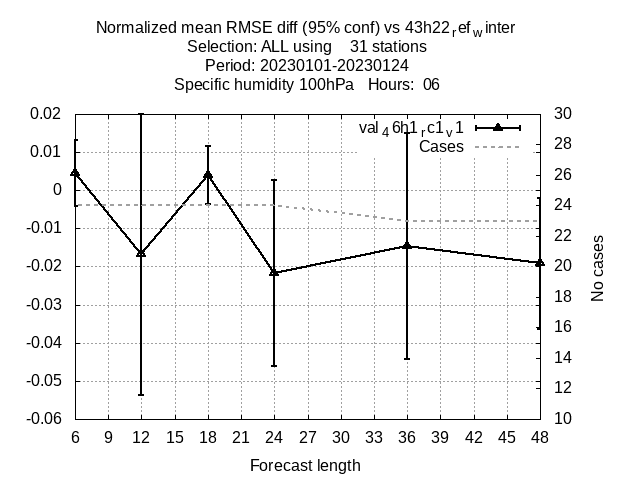 Normalized mean RMSE diff (95% conf) vs 43h22refwinter
Selection: ALL using    31 stations
Period: 20230101-20230124
Specific humidity 100hPa   Hours:  06
0.02
0.01
0
-0.01
-0.02
-0.03
-0.04
-0.05
-0.06
val46h1rc1v1
Cases
30
28
26
24
22
20
18
16
14
12
10
No cases
6 9 12 15 18 21 24 27 30 33 36 39 42 45 48
Forecast length